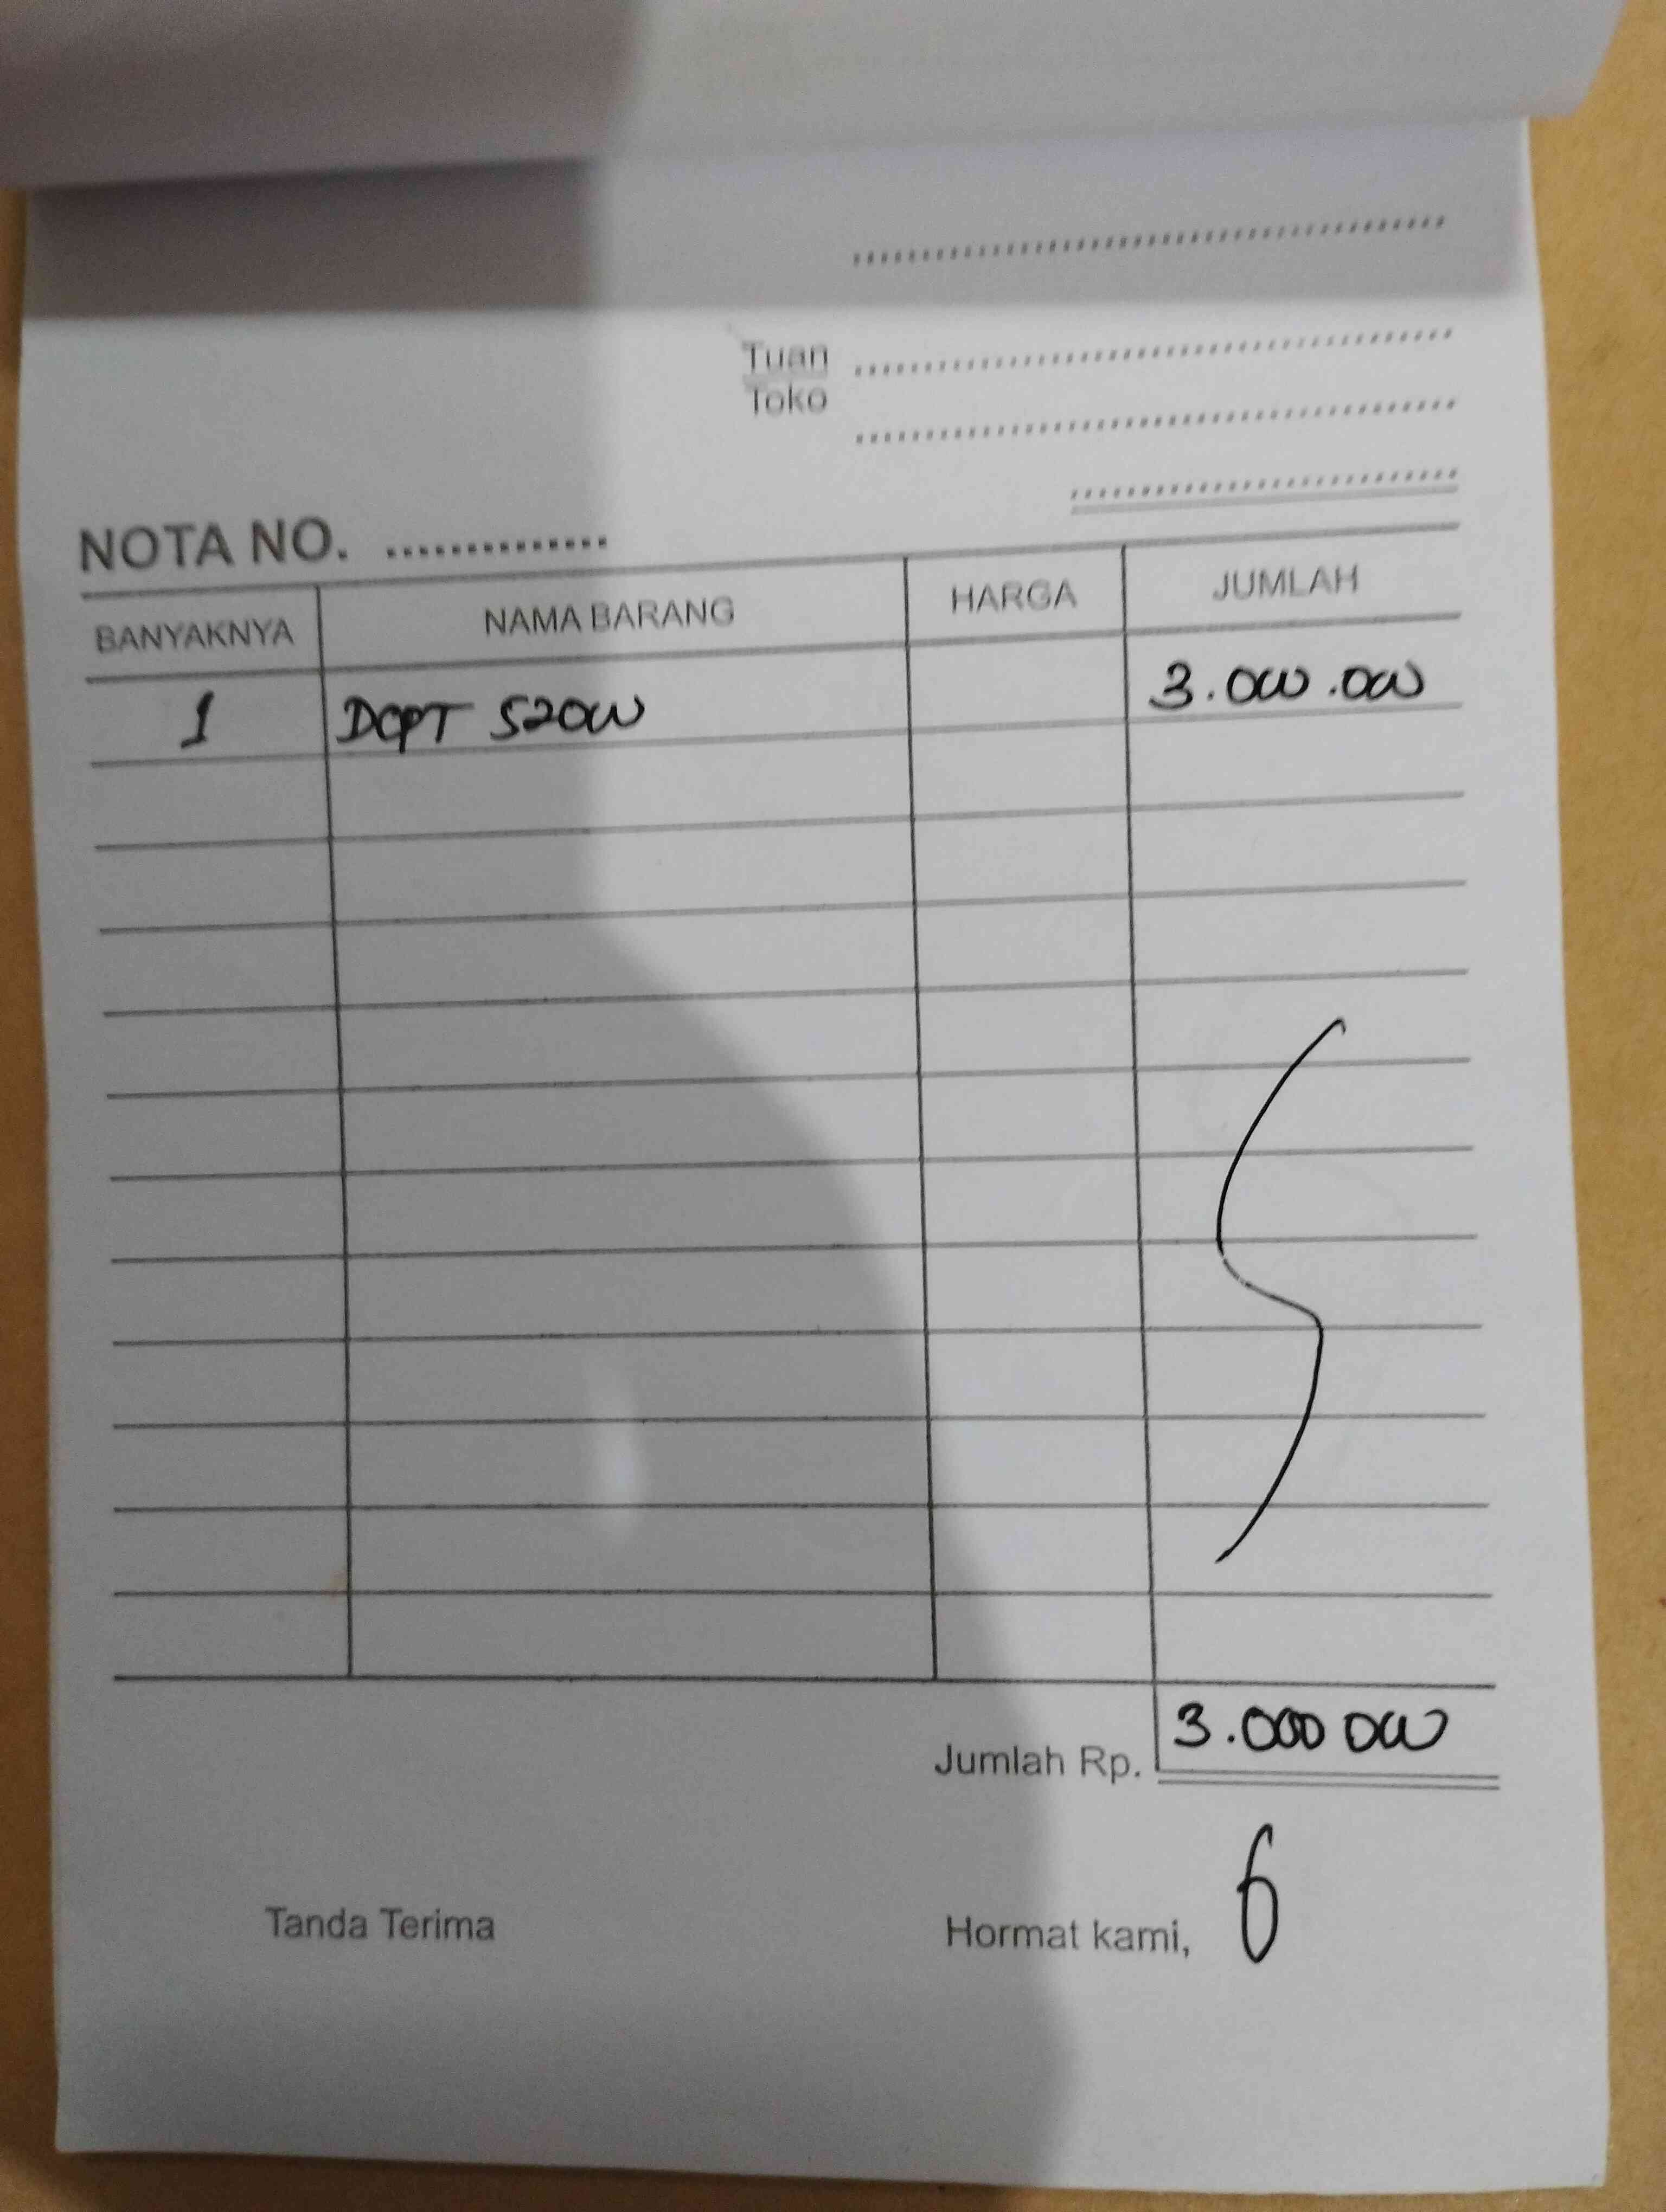 Tuan
Toko
NOTA NO. ..............
BANYAKNYA NAMA BARANG HARGA JUMLAH
1 DCPT 520W 3.000.000
Jumlah Rp. 3.000 000
Tanda Terima Hormat kami,